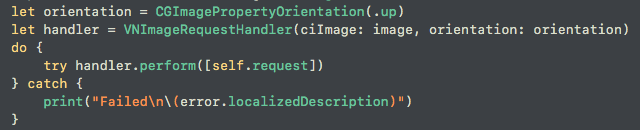 let orientation = CGImagePropertyOrientation(.up)
let handler = VNImageRequestHandler(ciImage: image, orientation: orientation)
do {
    try handler.perform([self.request])
} catch {
    print("Failed\n\(error.localizedDescription)")
}